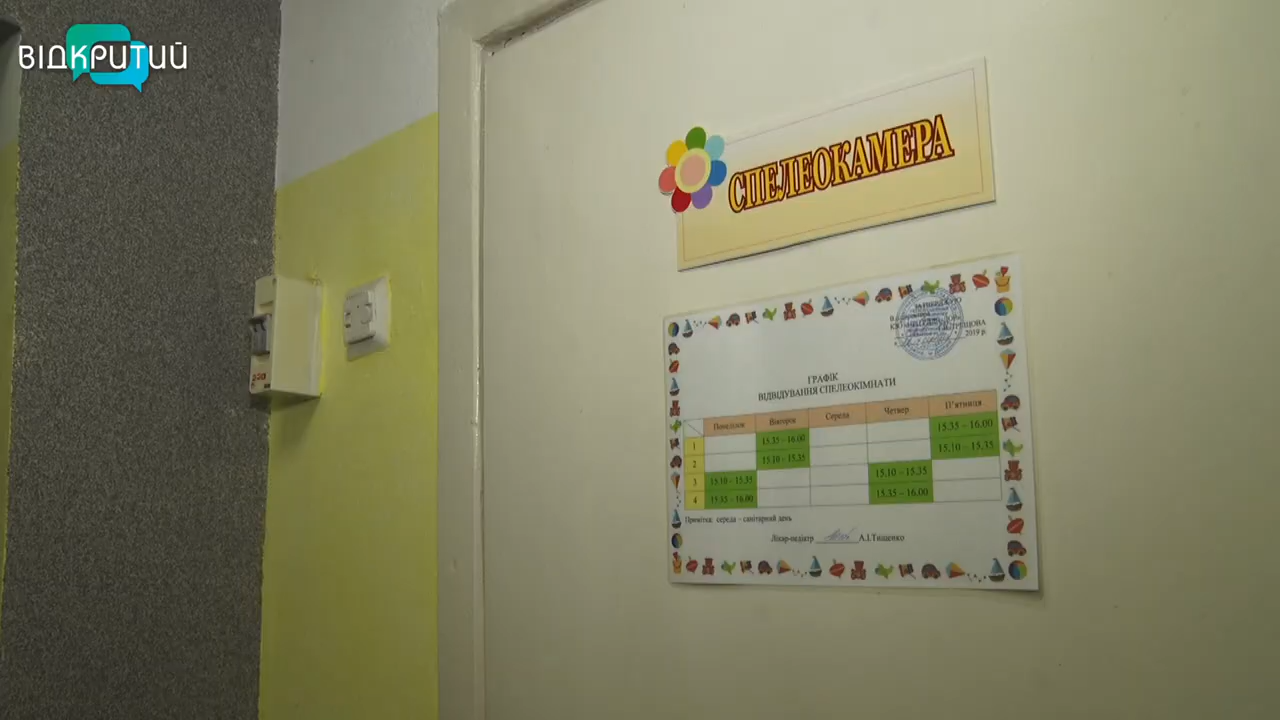 ВІДКРИТИЙ
СПЕЛЕОКАМЕРА
ЗАТВЕРДЖУЮ
2019 р.
ГРАФІК
ВІДВІДУВАННЯ СПЕЛЕОКІМНАТИ
Понеділок Вівторок Середа Четвер П'ятниця
1 15.35 – 16.00 15.35 – 16.00
2 15.10 – 15.35 15.10 – 15.35
3 15.10 – 15.35 15.10 – 15.35
4 15.35 – 16.00 15.35 – 16.00
Примітка: середа - санітарний день
Лікар-педіатр А.І.Тищенко